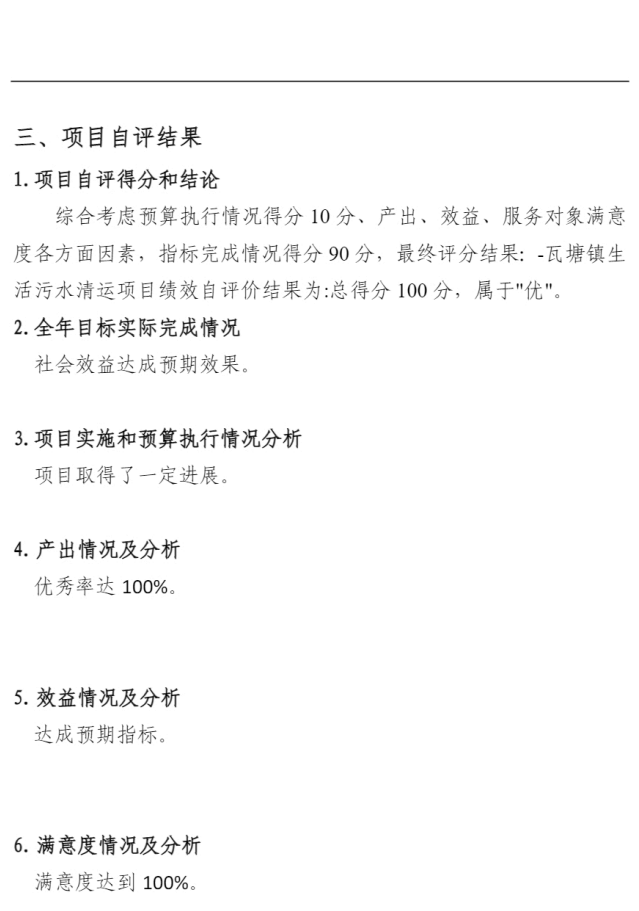 三、项目自评结果
1. 项目自评得分和结论
综合考虑预算执行情况得分 10 分、产出、效益、服务对象满意
度各方面因素，指标完成情况得分 90 分，最终评分结果: -瓦塘镇生
活污水清运项目绩效自评价结果为:总得分 100 分，属于"优"。
2. 全年目标实际完成情况
社会效益达成预期效果。
3. 项目实施和预算执行情况分析
项目取得了一定进展。
4. 产出情况及分析
优秀率达 100%。
5. 效益情况及分析
达成预期指标。
6. 满意度情况及分析
满意度达到 100%。